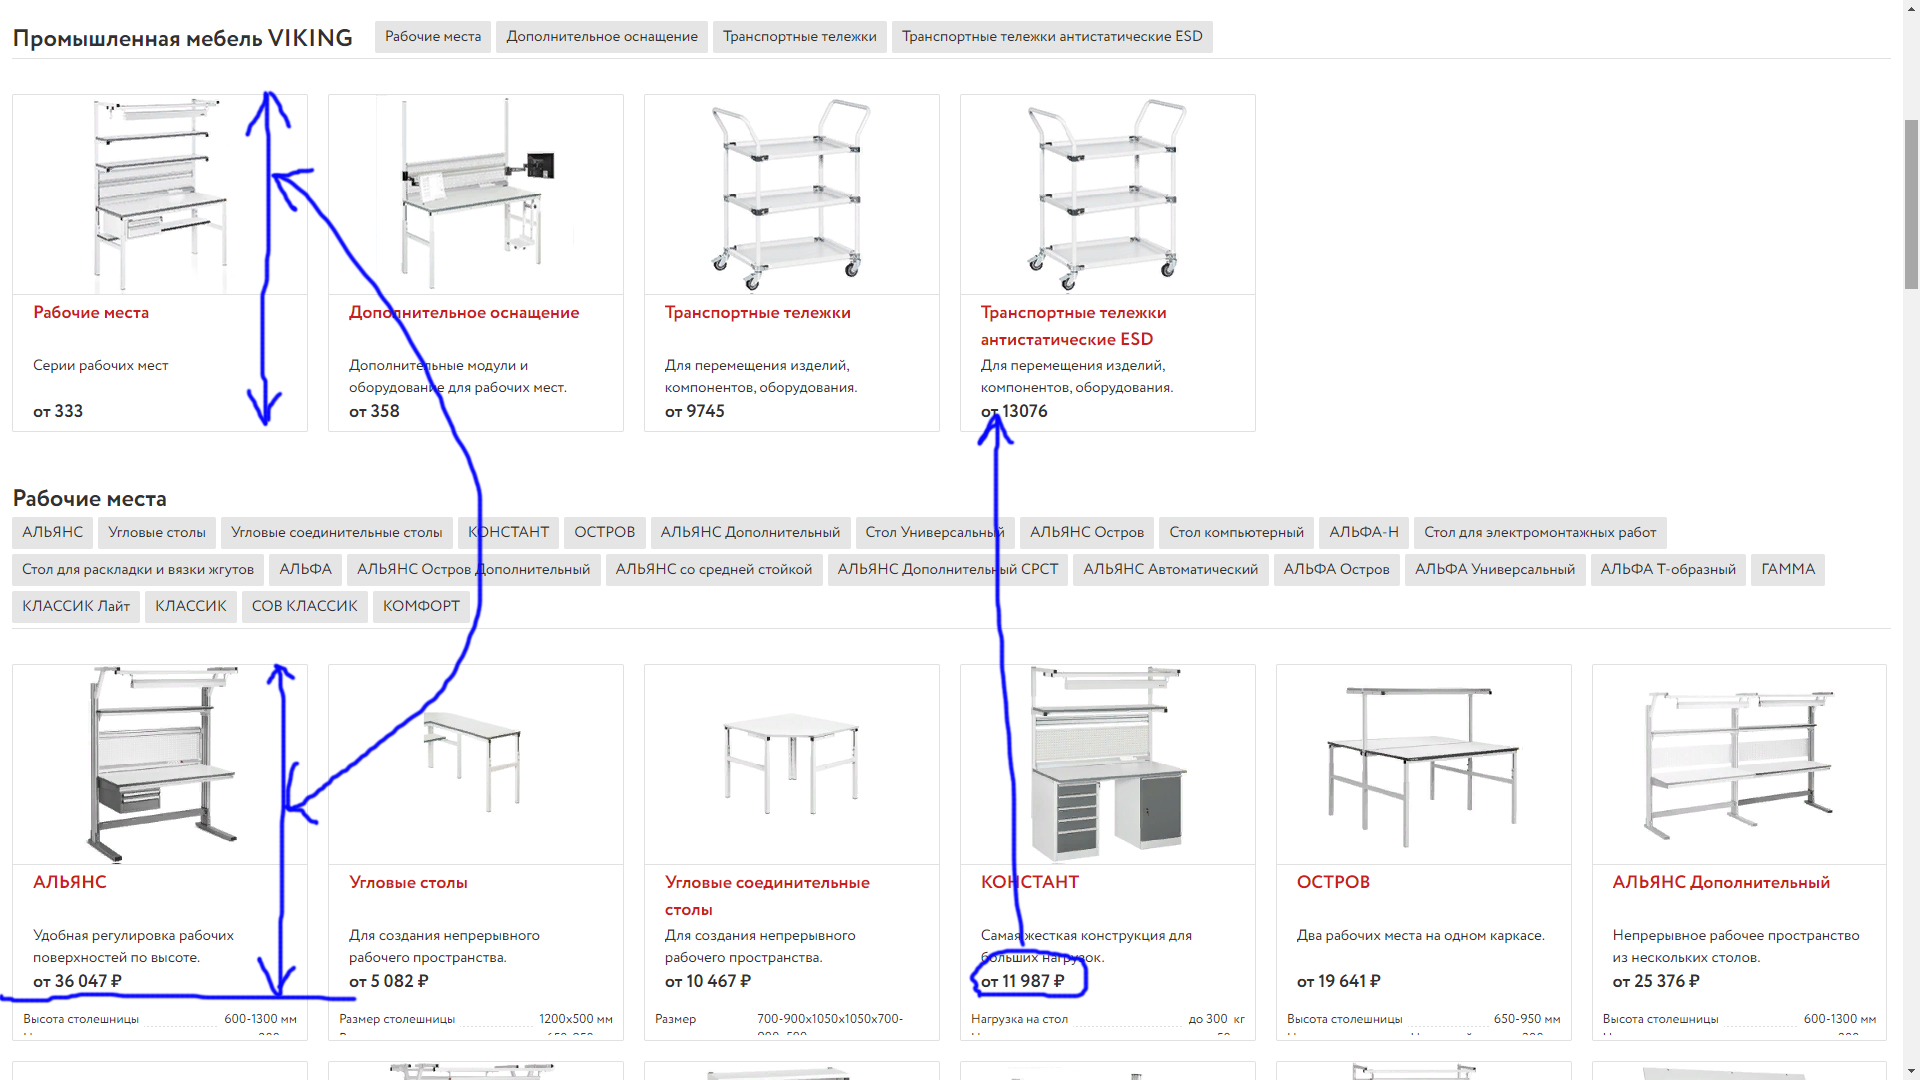 Промышленная мебель VIKING
Рабочие места
Дополнительное оснащение
Транспортные тележки
Транспортные тележки антистатические ESD
Рабочие места
Серии рабочих мест
от 333
Дополнительное оснащение
Дополнительные модули и
оборудование для рабочих мест.
от 358
Транспортные тележки
Для перемещения изделий,
компонентов, оборудования.
от 9745
Транспортные тележки
антистатические ESD
Для перемещения изделий,
компонентов, оборудования.
от 13076
Рабочие места
АЛЬЯНС
Угловые столы
Угловые соединительные столы
КОНСТАНТ
ОСТРОВ
АЛЬЯНС Дополнительный
Стол Универсальный
АЛЬЯНС Остров
Стол компьютерный
АЛЬФА-Н
Стол для электромонтажных работ
Стол для раскладки и вязки жгутов
АЛЬФА
АЛЬЯНС Остров Дополнительный
АЛЬЯНС со средней стойкой
АЛЬЯНС Дополнительный СРСТ
АЛЬЯНС Автоматический
АЛЬФА Остров
АЛЬФА Универсальный
АЛЬФА Т-образный
ГАММА
КЛАССИК Лайт
КЛАССИК
СОВ КЛАССИК
КОМФОРТ
АЛЬЯНС
Удобная регулировка рабочих
поверхностей по высоте.
от 36 047 ₽
Высота столешницы 600-1300 мм
Угловые столы
Для создания непрерывного
рабочего пространства.
от 5 082 ₽
Размер столешницы 1200х500 мм
Угловые соединительные
столы
Для создания непрерывного
рабочего пространства.
от 10 467 ₽
Размер 700-900х1050х1050х700-
КОНСТАНТ
Самая жесткая конструкция для
больших нагрузок.
от 11 987 ₽
Нагрузка на стол до 300 кг
ОСТРОВ
Два рабочих места на одном каркасе.
от 19 641 ₽
Высота столешницы 650-950 мм
АЛЬЯНС Дополнительный
Непрерывное рабочее пространство
из нескольких столов.
от 25 376 ₽
Высота столешницы 600-1300 мм